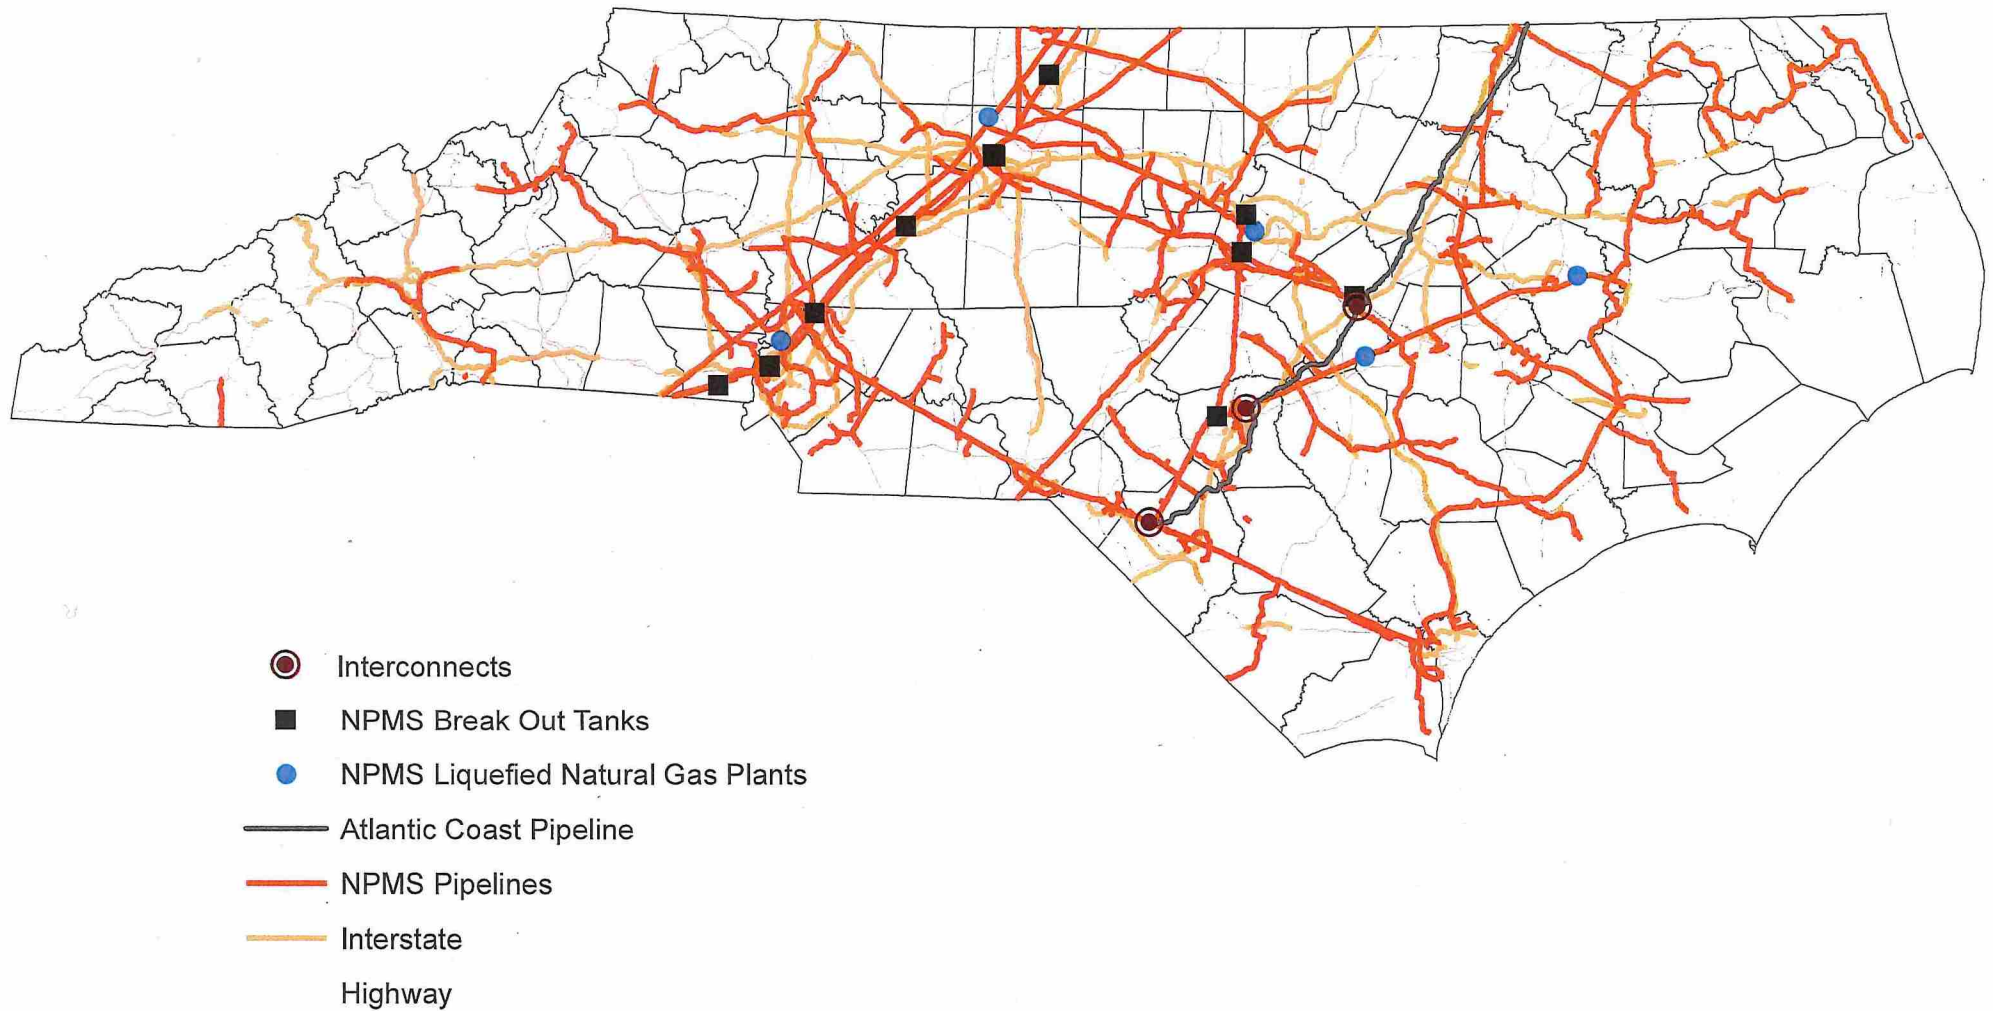 Interconnects
NPMS Break Out Tanks
NPMS Liquefied Natural Gas Plants
Atlantic Coast Pipeline
NPMS Pipelines
Interstate
Highway